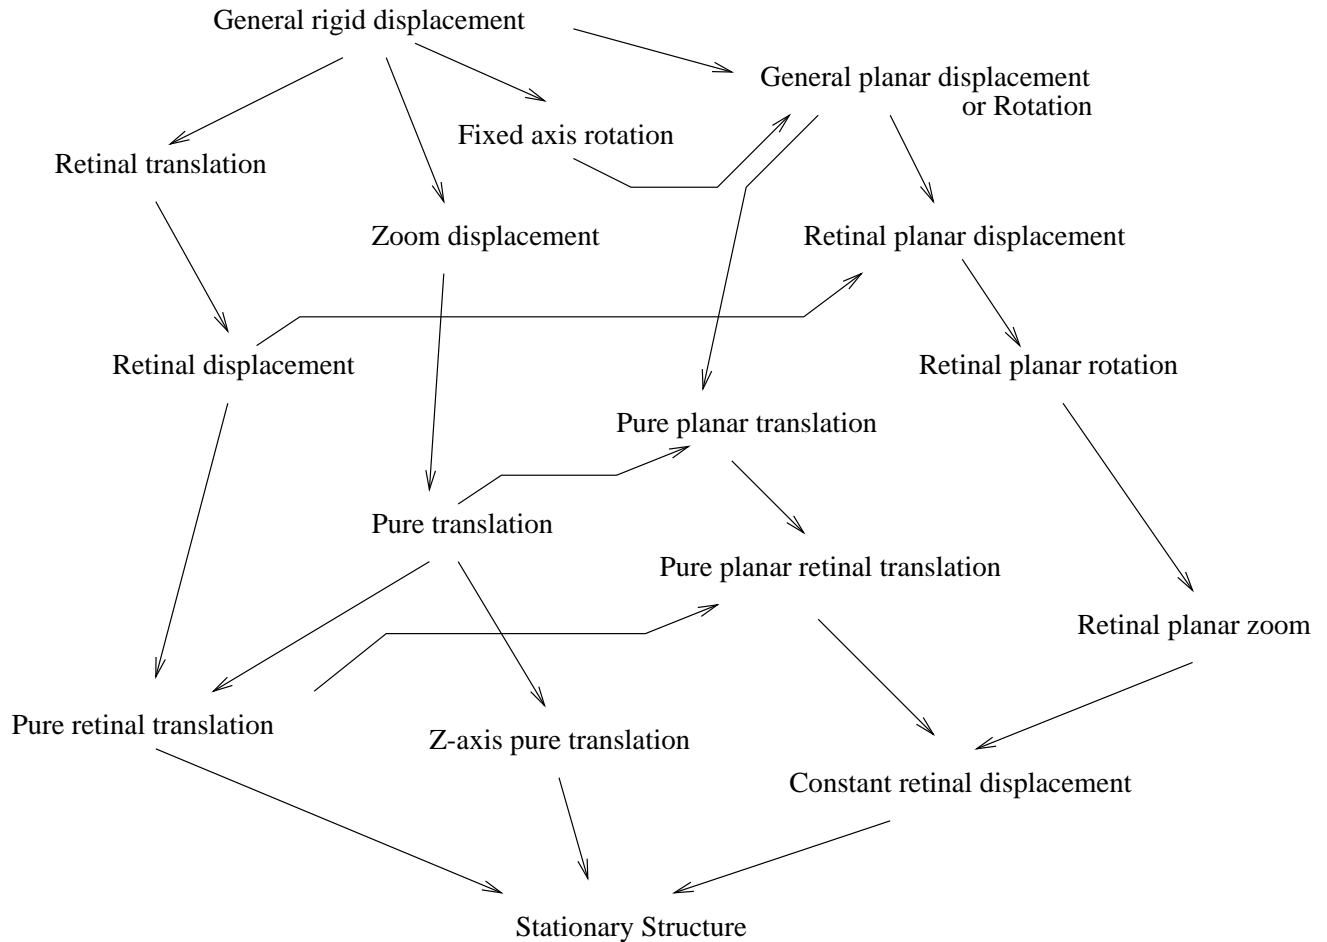 General rigid displacement
General planar displacement
or Rotation
Fixed axis rotation
Retinal translation
Zoom displacement
Retinal planar displacement
Retinal displacement
Retinal planar rotation
Pure planar translation
Pure translation
Pure planar retinal translation
Retinal planar zoom
Pure retinal translation
Z-axis pure translation
Constant retinal displacement
Stationary Structure